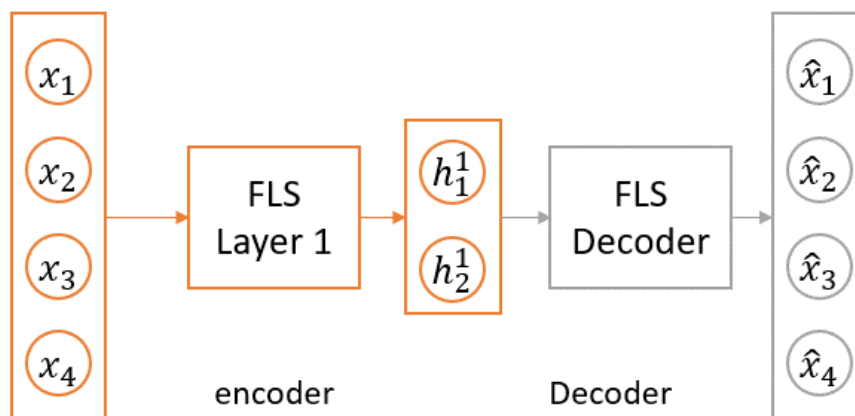 x₁
x₂
x₃
x₄
FLS
Layer 1
h₁¹
h₂¹
FLS
Decoder
x̂₁
x̂₂
x̂₃
x̂₄
encoder
Decoder